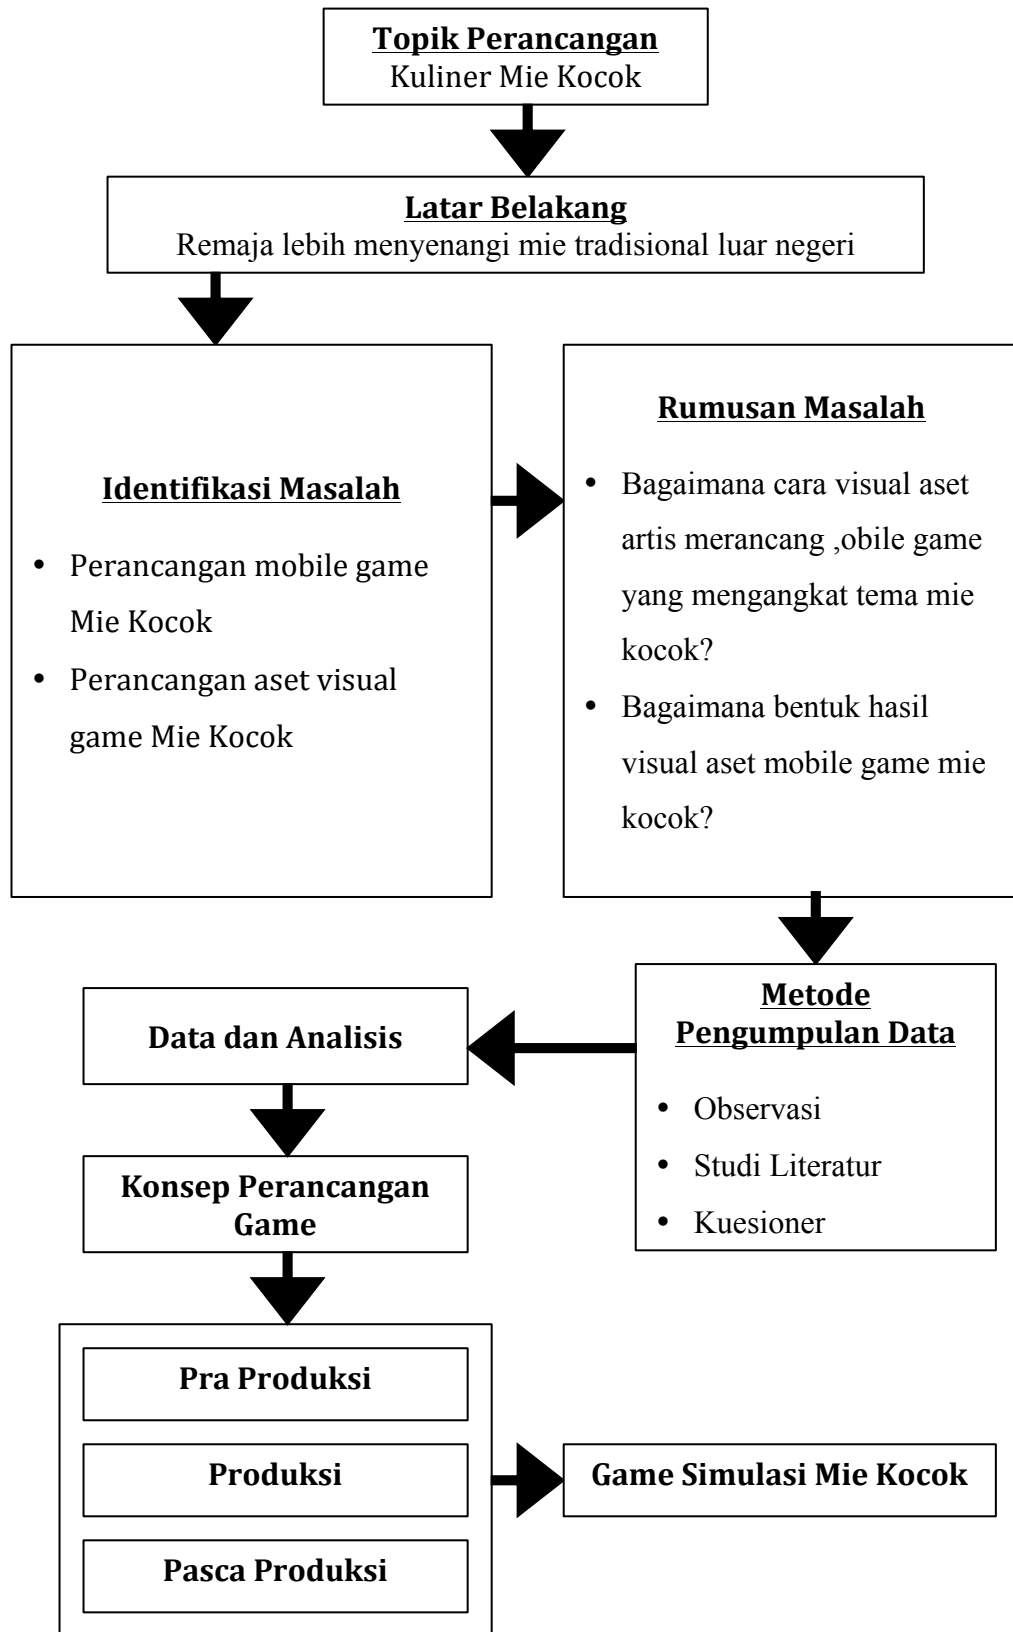 Topik Perancangan
Kuliner Mie Kocok
Latar Belakang
Remaja lebih menyenangi mie tradisional luar negeri
Identifikasi Masalah
• Perancangan mobile game
Mie Kocok
• Perancangan aset visual
game Mie Kocok
Rumusan Masalah
• Bagaimana cara visual aset
artis merancang ,obile game
yang mengangkat tema mie
kocok?
• Bagaimana bentuk hasil
visual aset mobile game mie
kocok?
Metode
Pengumpulan Data
• Observasi
• Studi Literatur
• Kuesioner
Data dan Analisis
Konsep Perancangan
Game
Pra Produksi
Produksi
Pasca Produksi
Game Simulasi Mie Kocok